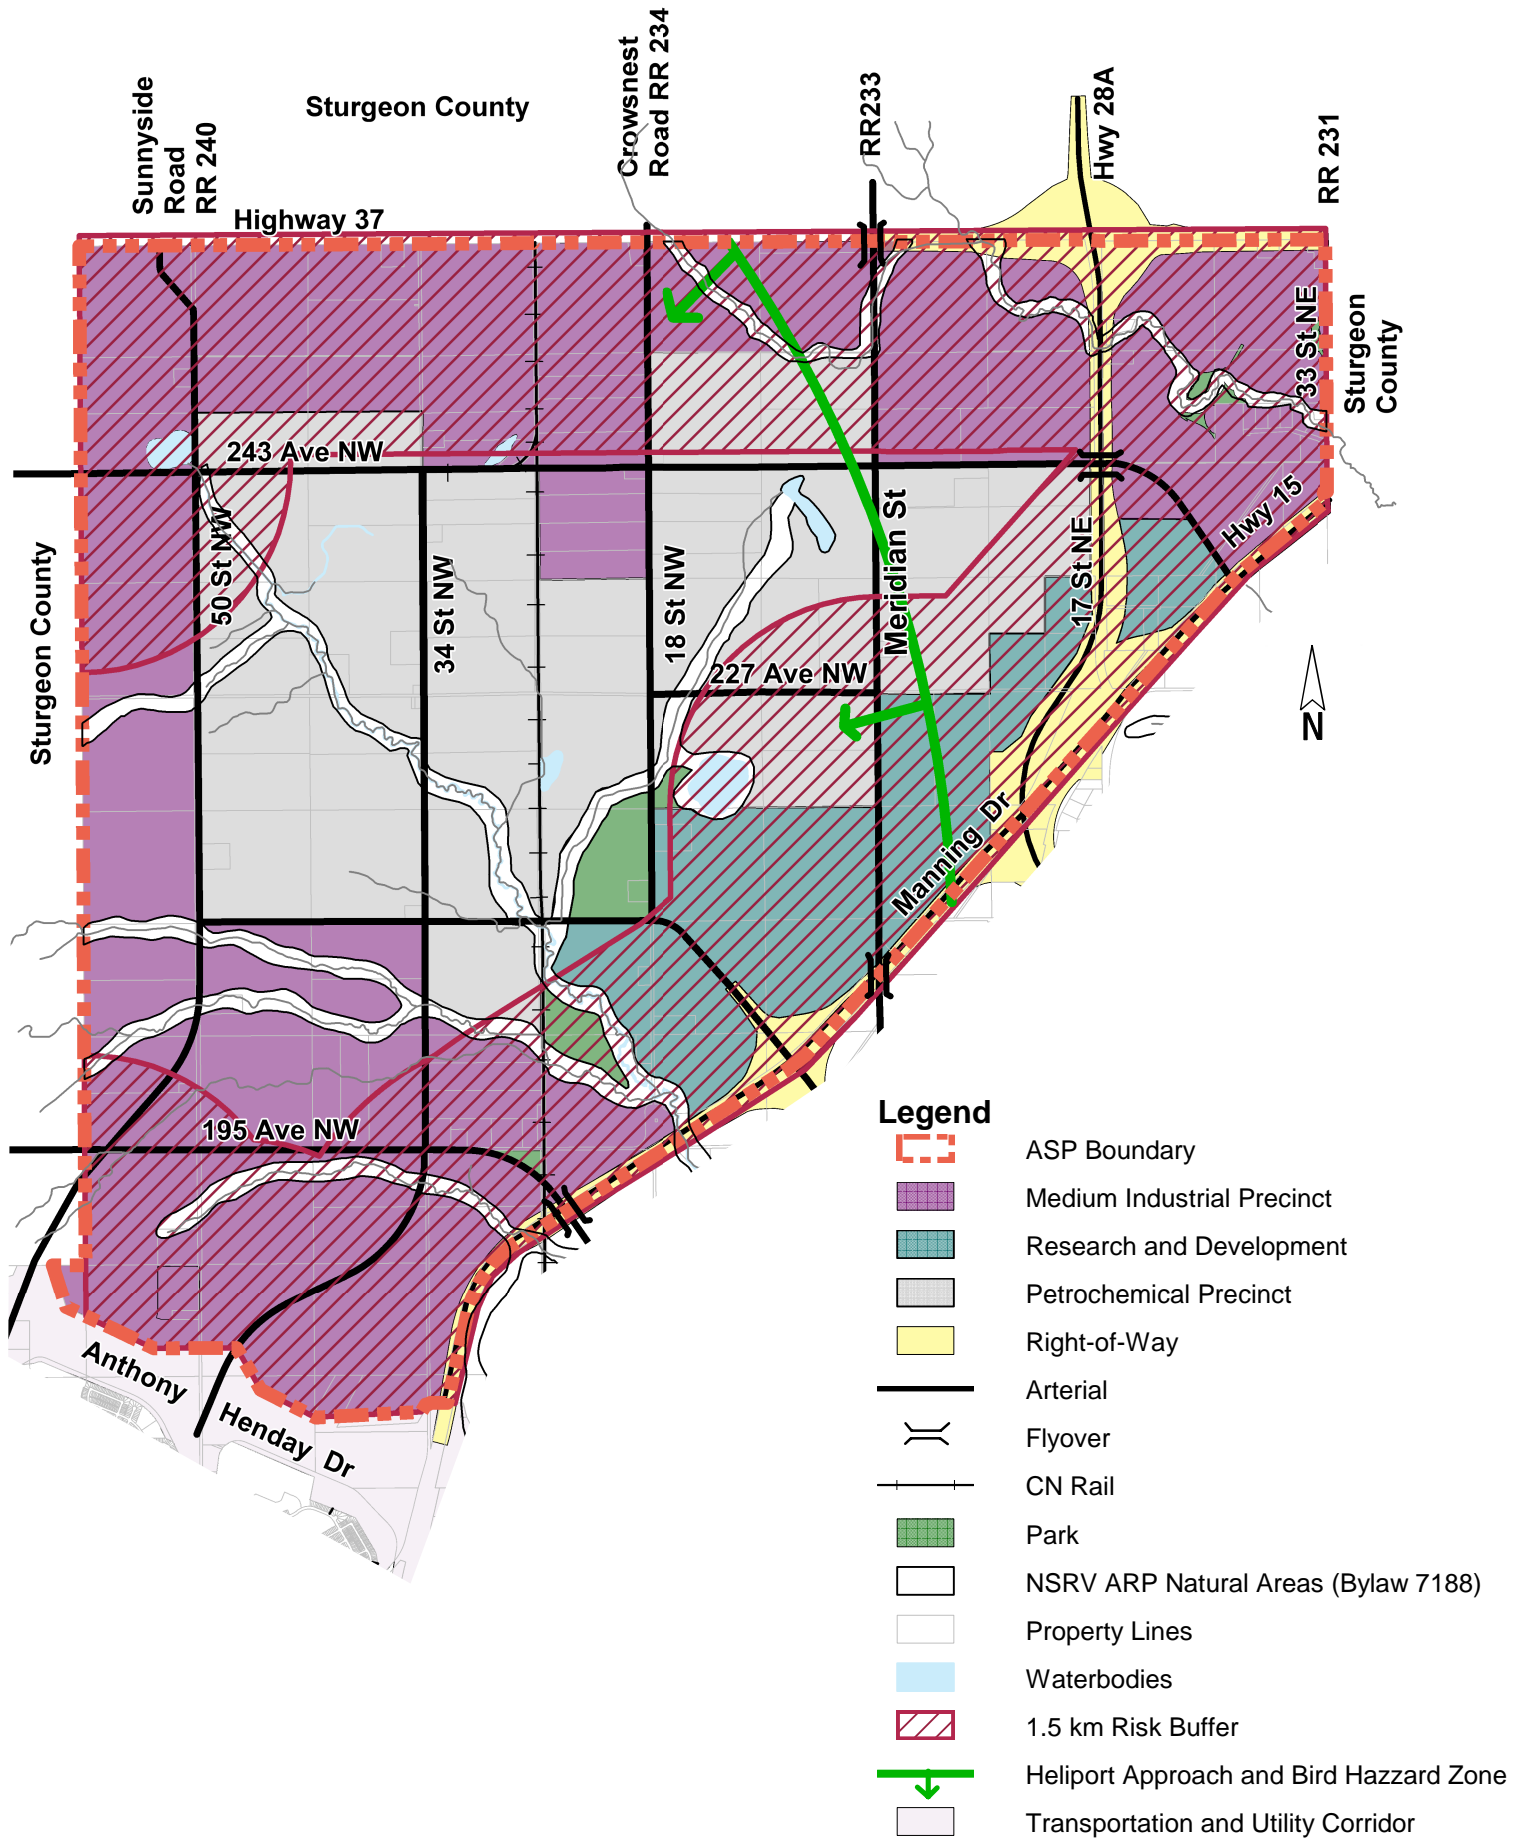 Sunnyside
Road
RR 240
Sturgeon County
Crowsnest
Road RR 234
RR233
Hwy 28A
RR 231
Highway 37
33 St NE
Sturgeon
County
243 Ave NW
Hwy 15
50 St NW
34 St NW
18 St NW
Meridian St
17 St NE
Sturgeon County
227 Ave NW
N
Manning Dr
195 Ave NW
Anthony
Henday Dr
Legend
ASP Boundary
Medium Industrial Precinct
Research and Development
Petrochemical Precinct
Right-of-Way
Arterial
Flyover
CN Rail
Park
NSRV ARP Natural Areas (Bylaw 7188)
Property Lines
Waterbodies
1.5 km Risk Buffer
Heliport Approach and Bird Hazzard Zone
Transportation and Utility Corridor